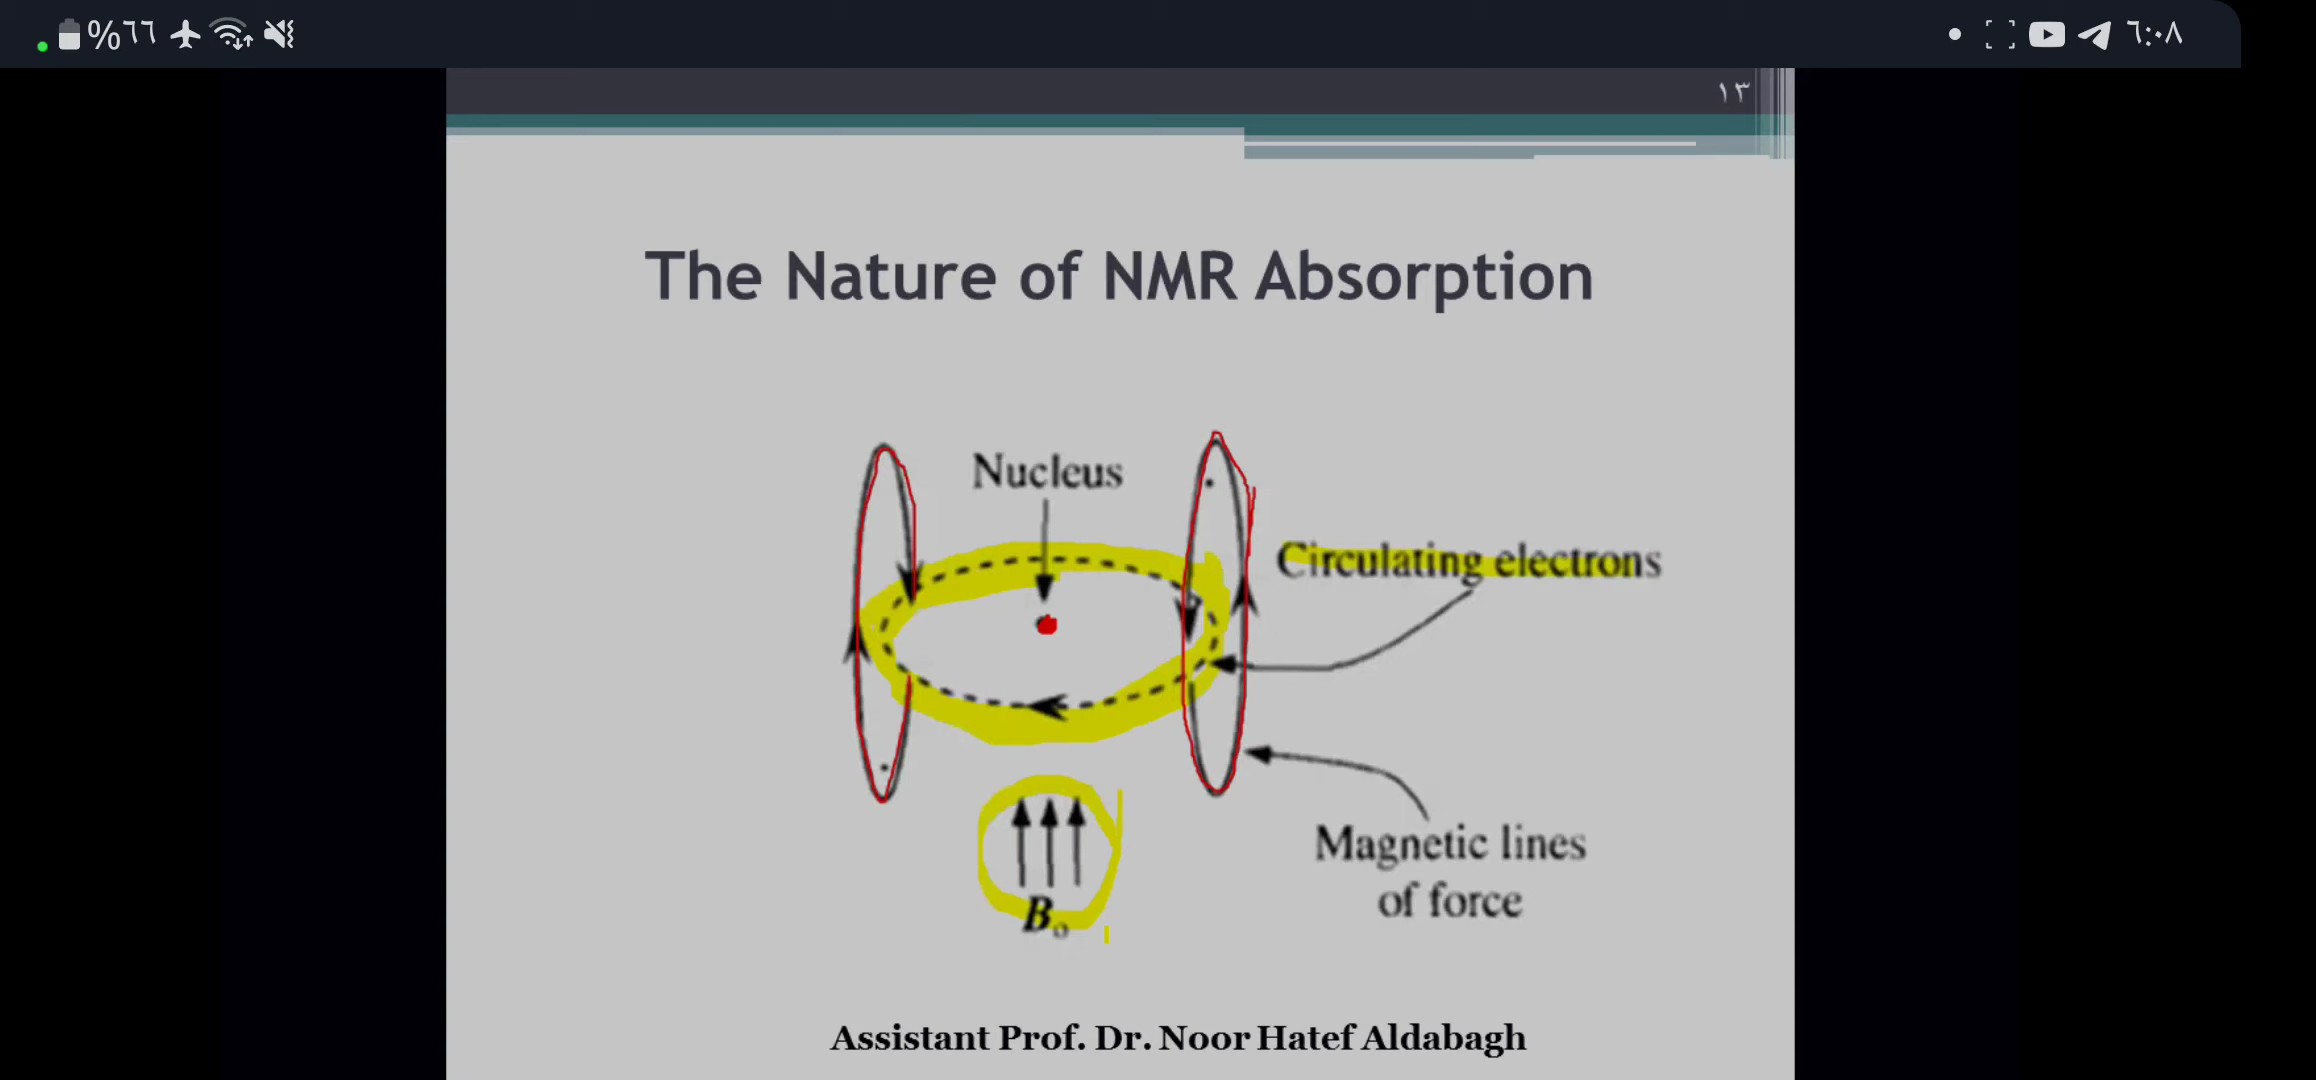 %٦٦
٦:٠٨
١٣
The Nature of NMR Absorption
Nucleus
Circulating electrons
Magnetic lines
of force
B₀
Assistant Prof. Dr. Noor Hatef Aldabagh